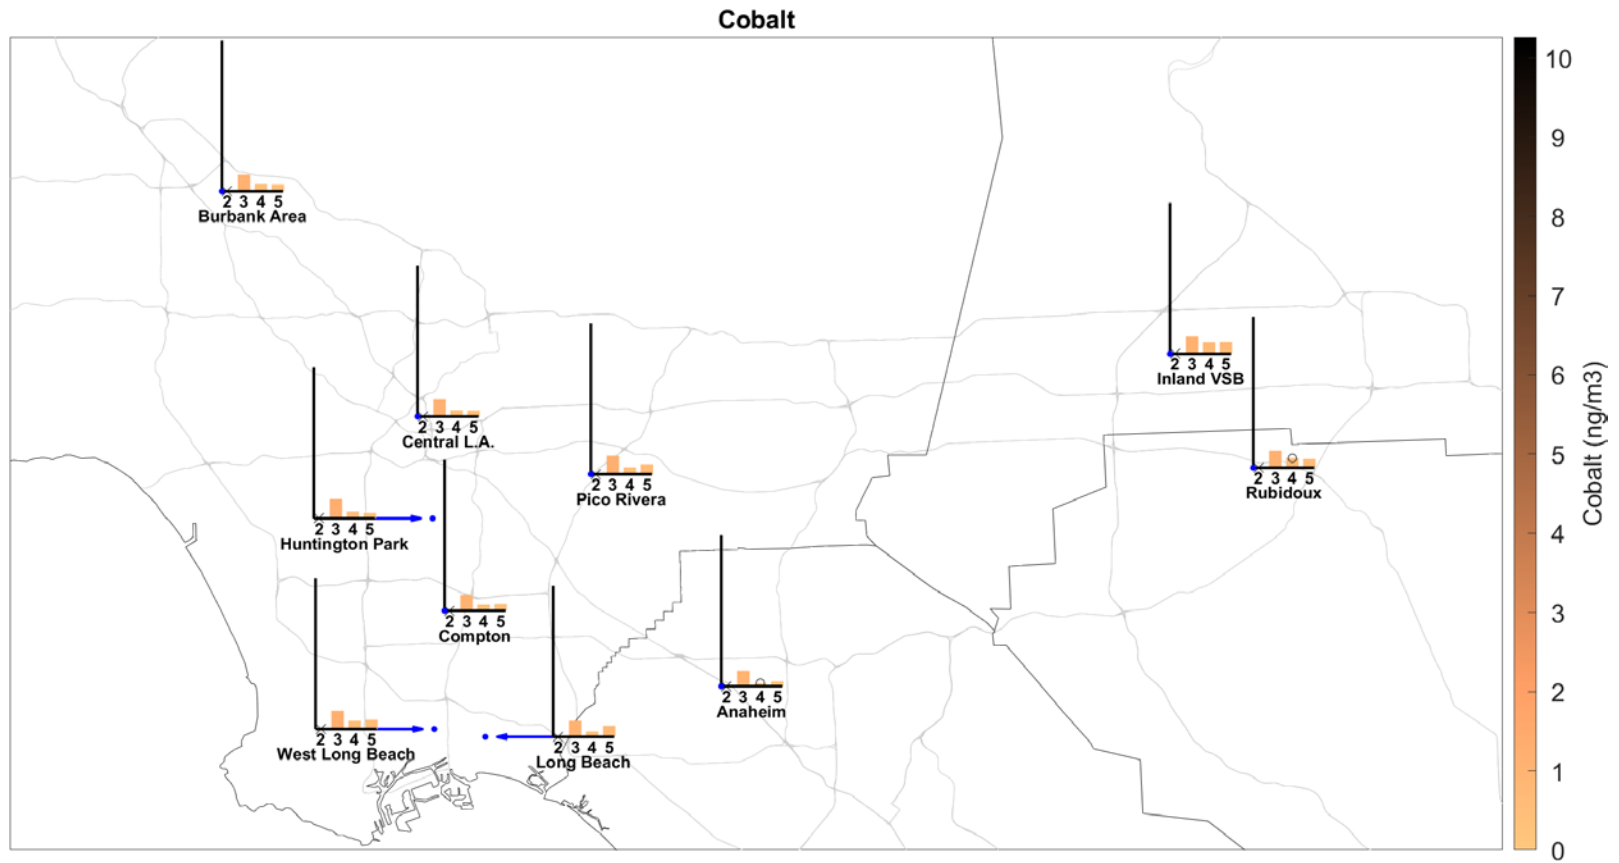 Cobalt
2 3 4 5
Burbank Area
2 3 4 5
Central L.A.
2 3 4 5
Inland VSB
2 3 4 5
Pico Rivera
2 3 4 5
Rubidoux
2 3 4 5
Huntington Park
2 3 4 5
Compton
2 3 4 5
Anaheim
2 3 4 5
West Long Beach
2 3 4 5
Long Beach
10
9
8
7
6
5
4
3
2
1
0
Cobalt (ng/m3)